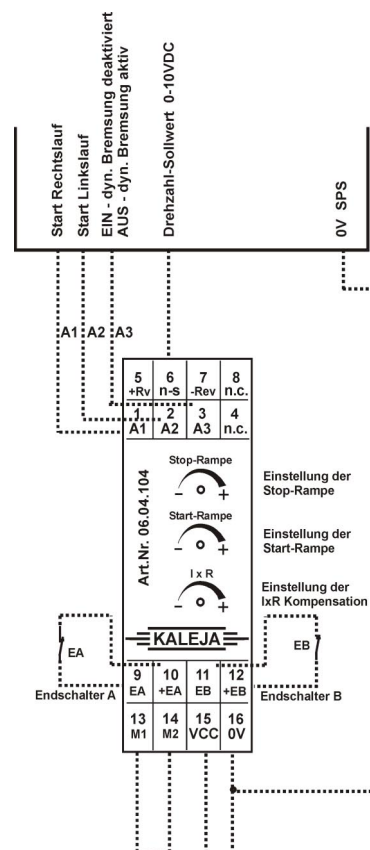 Start Rechtslauf
Start Linkslauf
EIN - dyn. Bremsung deaktiviert
AUS - dyn. Bremsung aktiv
Drehzahl-Sollwert 0-10VDC
0V SPS
A1 A2 A3
5 6 7 8
+Rv n-s -Rev n.c.
1 2 3 4
A1 A2 A3 n.c.
Art.Nr. 06.04.104
Stop-Rampe
- +
Einstellung der
Stop-Rampe
Start-Rampe
- +
Einstellung der
Start-Rampe
I x R
- +
Einstellung der
IxR Kompensation
KALEJA
EA
EB
Endschalter A
Endschalter B
9 10 11 12
EA +EA EB +EB
13 14 15 16
M1 M2 VCC 0V